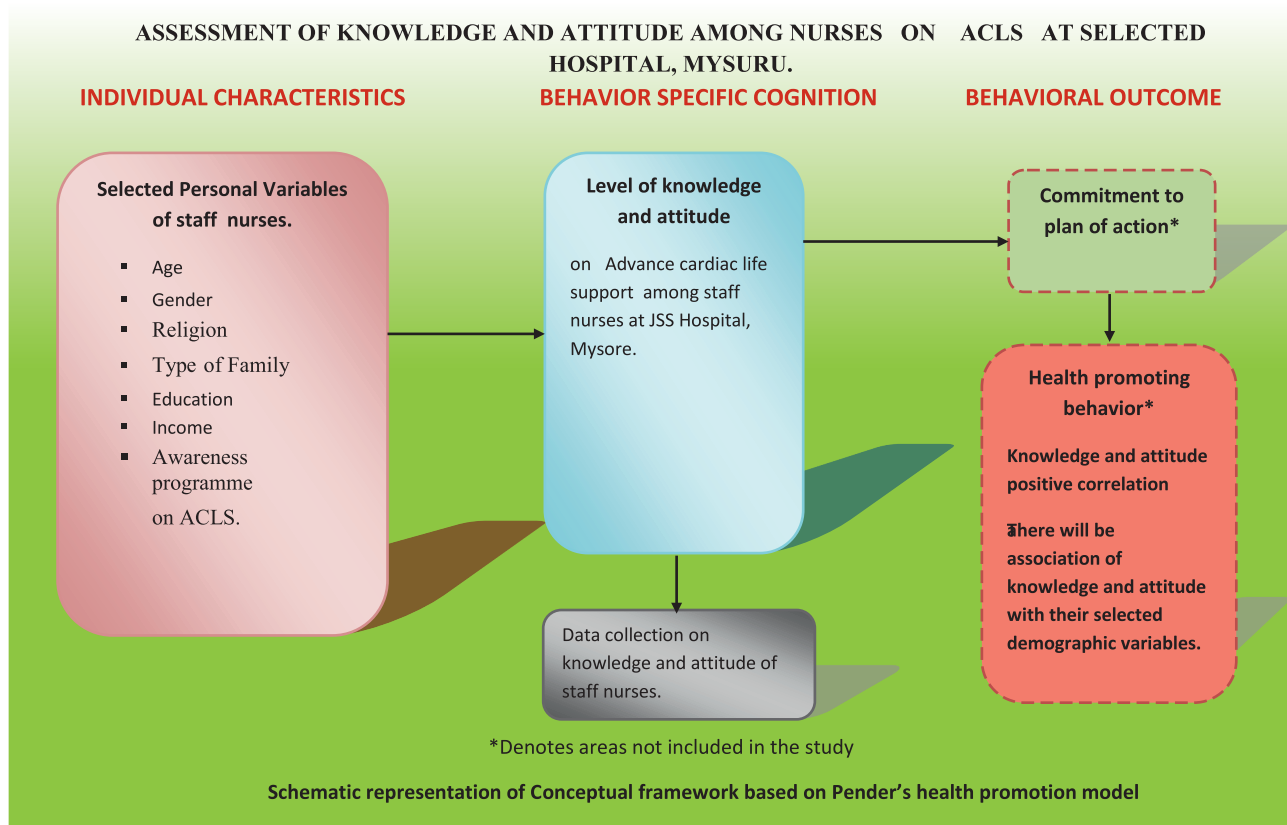 ASSESSMENT OF KNOWLEDGE AND ATTITUDE AMONG NURSES ON ACLS AT SELECTED
HOSPITAL, MYSURU.
INDIVIDUAL CHARACTERISTICS
BEHAVIOR SPECIFIC COGNITION
BEHAVIORAL OUTCOME
Selected Personal Variables
of staff nurses.
▪ Age
▪ Gender
▪ Religion
▪ Type of Family
▪ Education
▪ Income
▪ Awareness
programme
on ACLS.
Level of knowledge
and attitude
on Advance cardiac life
support among staff
nurses at JSS Hospital,
Mysore.
Data collection on
knowledge and attitude of
staff nurses.
Commitment to
plan of action*
Health promoting
behavior*
Knowledge and attitude
positive correlation
There will be
association of
knowledge and attitude
with their selected
demographic variables.
*Denotes areas not included in the study
Schematic representation of Conceptual framework based on Pender’s health promotion model